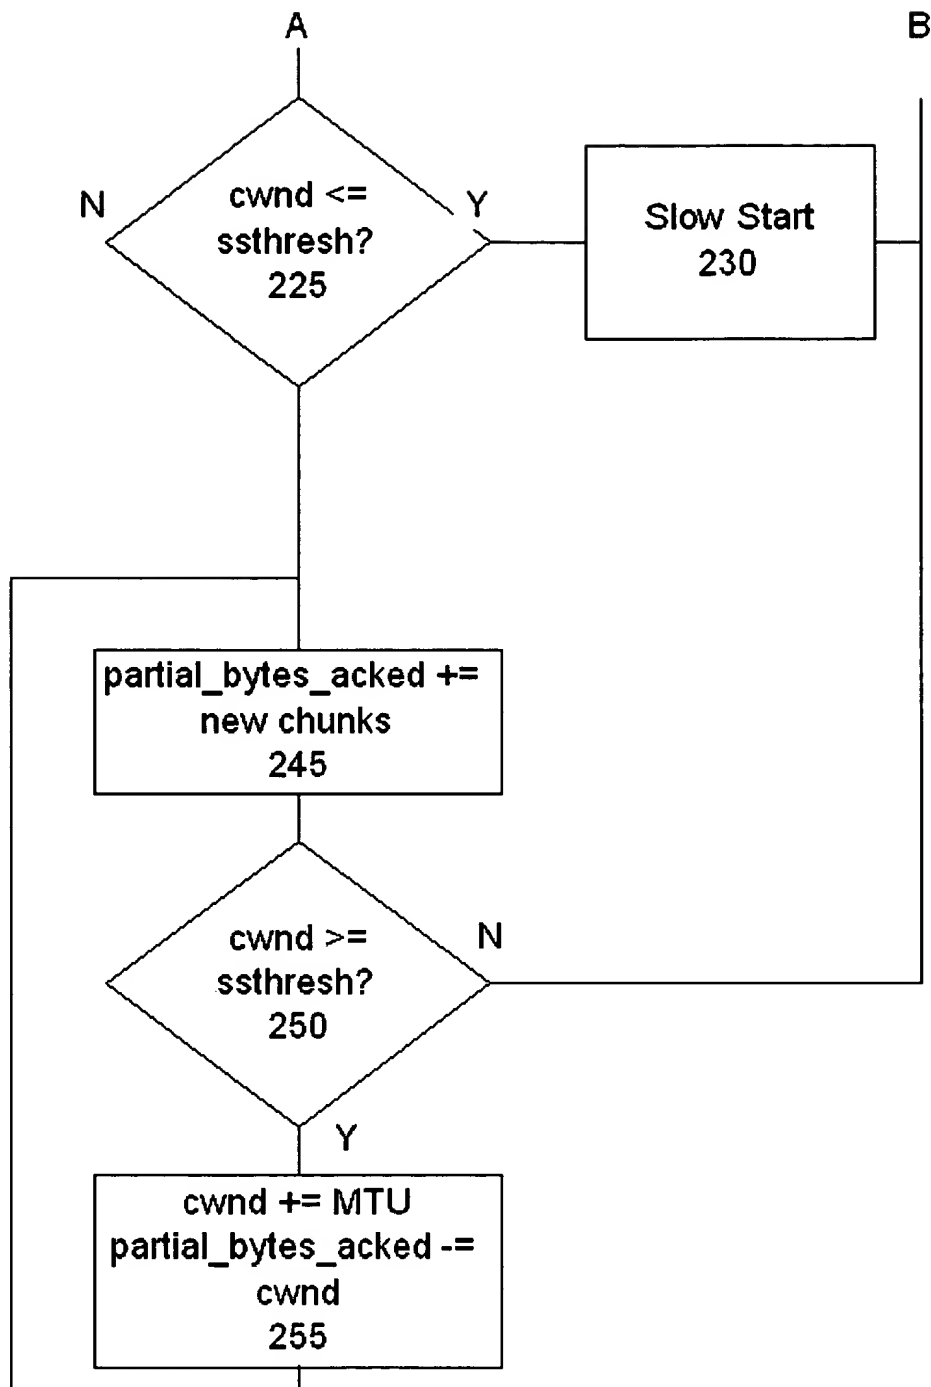 A
B
N
cwnd <=
ssthresh?
225
Y
Slow Start
230
partial_bytes_acked +=
new chunks
245
cwnd >=
ssthresh?
250
N
Y
cwnd += MTU
partial_bytes_acked -=
cwnd
255